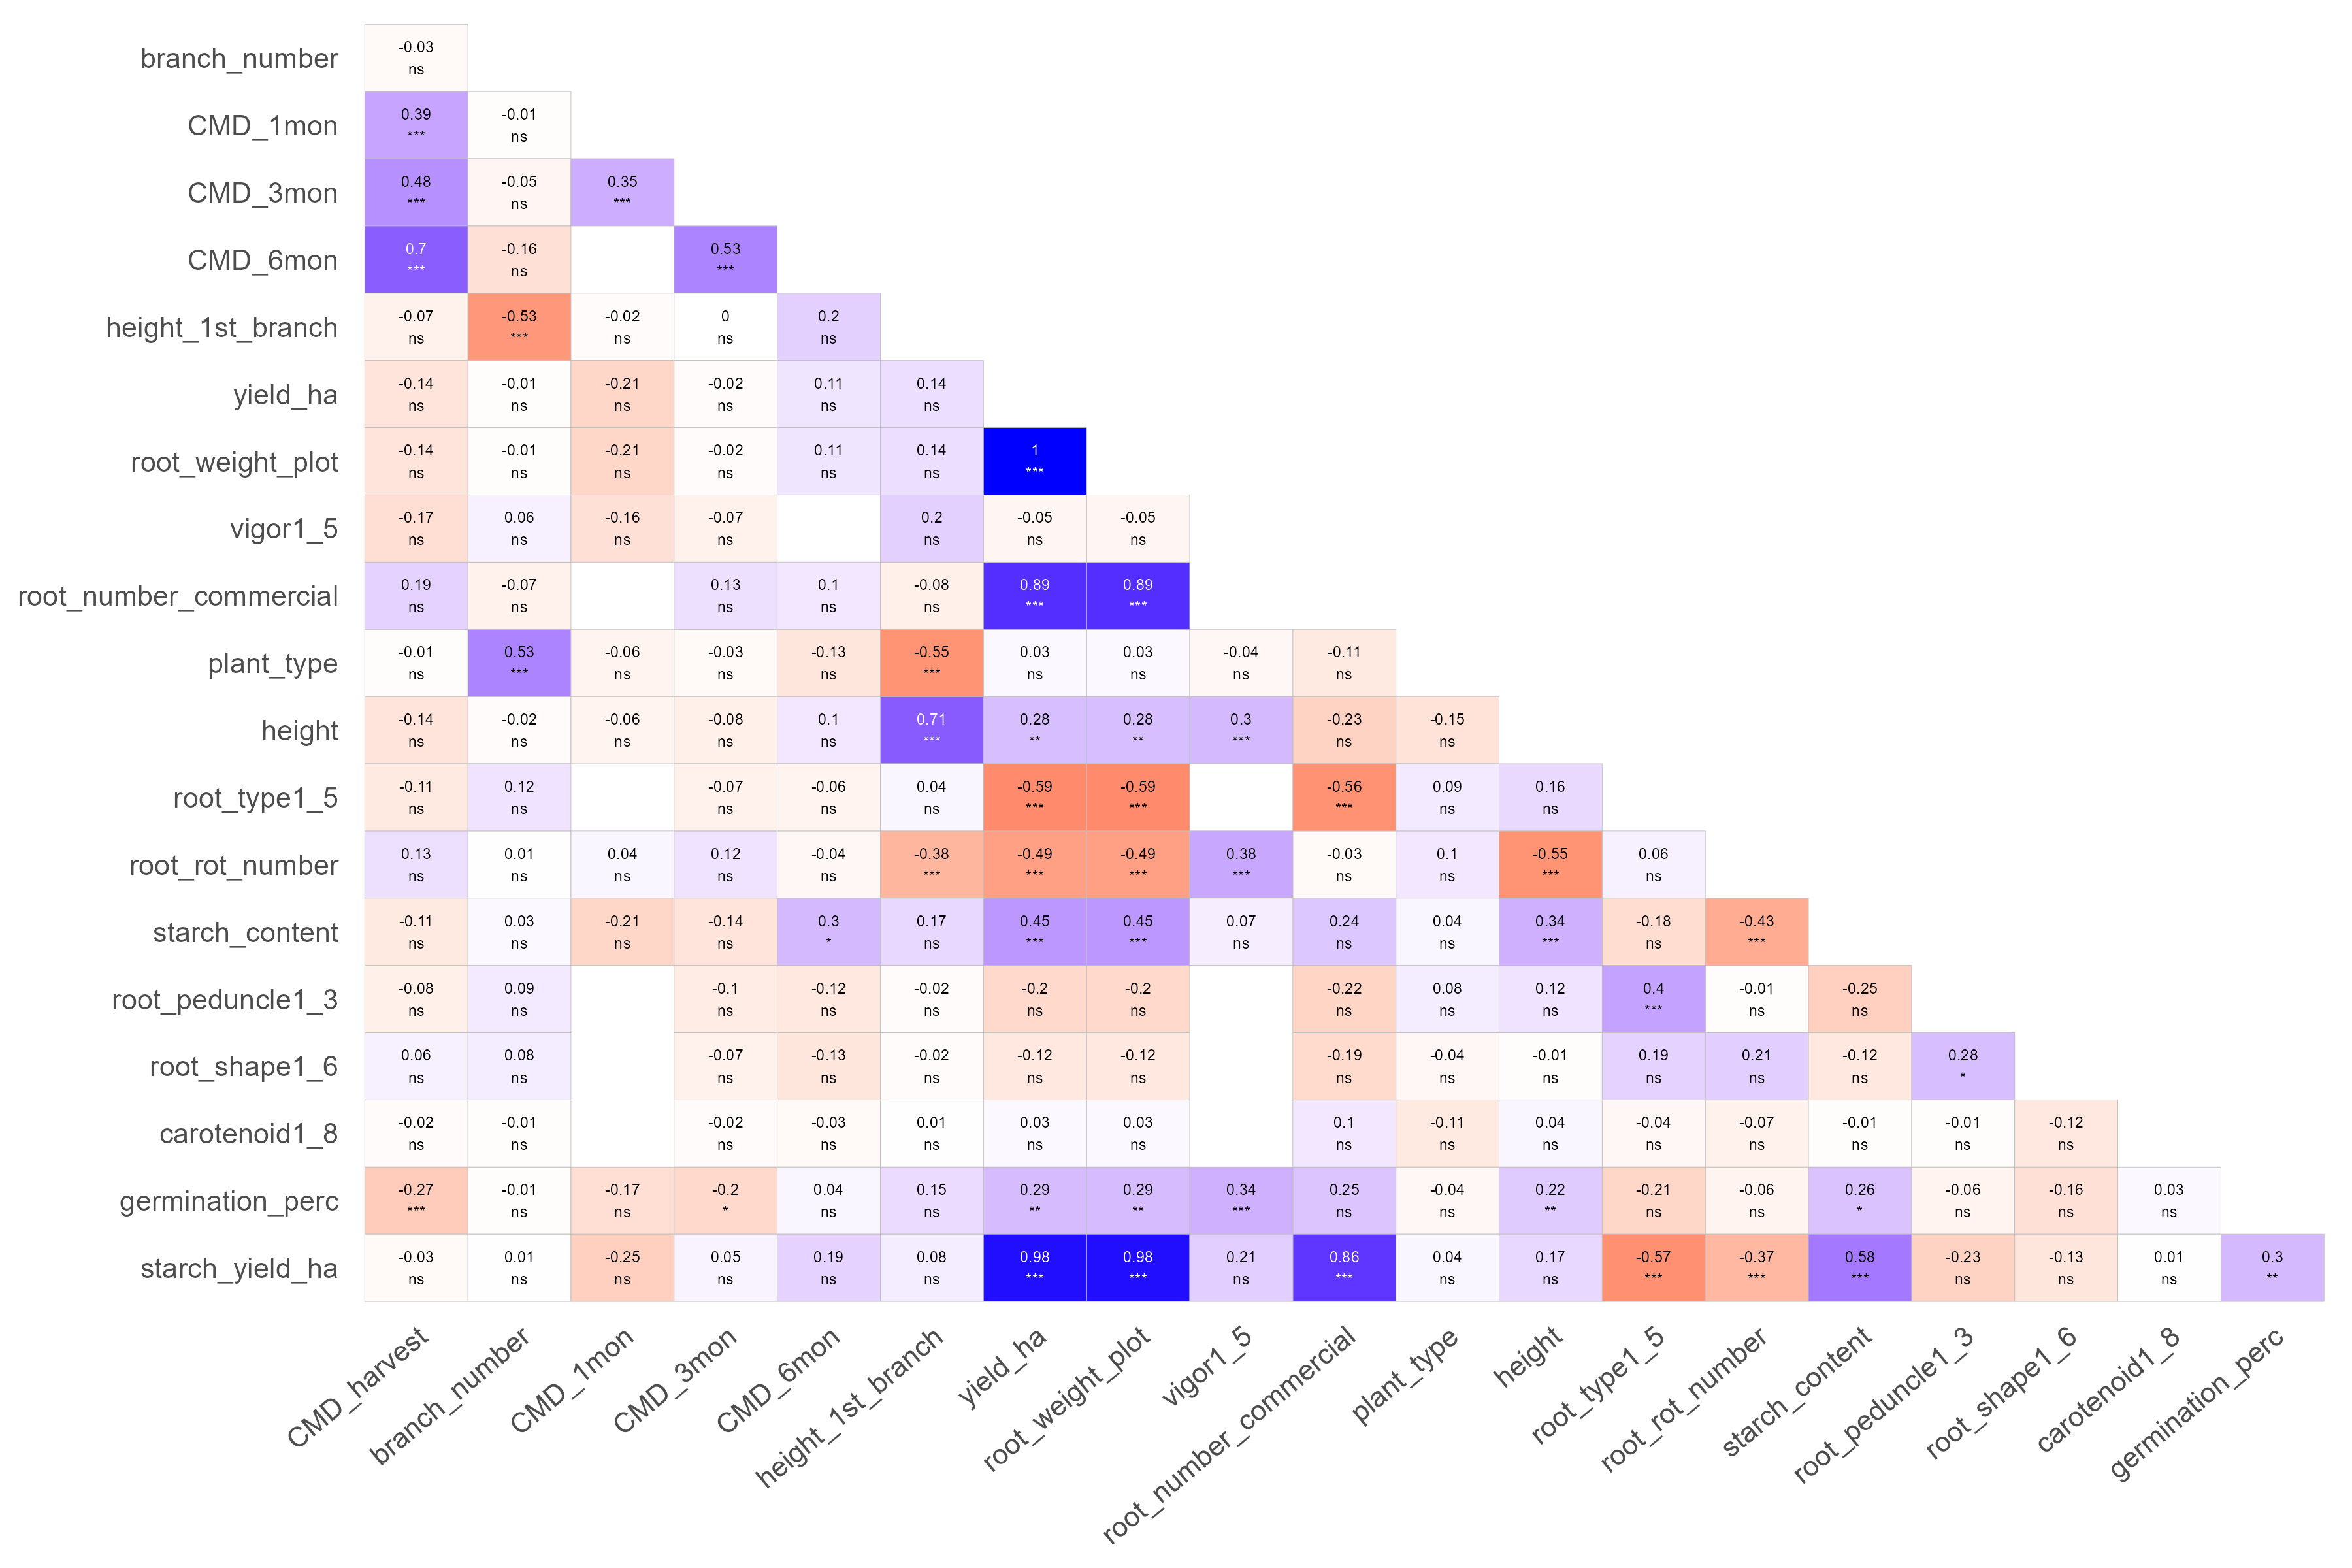 branch_number -0.03
ns
CMD_1mon 0.39 -0.01
*** ns
CMD_3mon 0.48 -0.05 0.35
*** ns ***
CMD_6mon 0.7 -0.16 0.53
*** ns ***
height_1st_branch -0.07 -0.53 -0.02 0 0.2
ns *** ns ns ns
yield_ha -0.14 -0.01 -0.21 -0.02 0.11 0.14
ns ns ns ns ns ns
root_weight_plot -0.14 -0.01 -0.21 -0.02 0.11 0.14 1
ns ns ns ns ns ns ***
vigor1_5 -0.17 0.06 -0.16 -0.07 0.2 -0.05 -0.05
ns ns ns ns ns ns ns
root_number_commercial 0.19 -0.07 0.13 0.1 -0.08 0.89 0.89
ns ns ns ns ns *** ***
plant_type -0.01 0.53 -0.06 -0.03 -0.13 -0.55 0.03 0.03 -0.04 -0.11
ns *** ns ns ns *** ns ns ns ns
height -0.14 -0.02 -0.06 -0.08 0.1 0.71 0.28 0.28 0.3 -0.23 -0.15
ns ns ns ns ns *** ** ** *** ns ns
root_type1_5 -0.11 0.12 -0.07 -0.06 0.04 -0.59 -0.59 -0.56 0.09 0.16
ns ns ns ns ns *** *** *** ns ns
root_rot_number 0.13 0.01 0.04 0.12 -0.04 -0.38 -0.49 -0.49 0.38 -0.03 0.1 -0.55 0.06
ns ns ns ns ns *** *** *** *** ns ns *** ns
starch_content -0.11 0.03 -0.21 -0.14 0.3 0.17 0.45 0.45 0.07 0.24 0.04 0.34 -0.18 -0.43
ns ns ns ns * ns *** *** ns ns ns *** ns ***
root_peduncle1_3 -0.08 0.09 -0.1 -0.12 -0.02 -0.2 -0.2 -0.22 0.08 0.12 0.4 -0.01 -0.25
ns ns ns ns ns ns ns ns ns ns *** ns ns
root_shape1_6 0.06 0.08 -0.07 -0.13 -0.02 -0.12 -0.12 -0.19 -0.04 -0.01 0.19 0.21 -0.12 0.28
ns ns ns ns ns ns ns ns ns ns ns ns ns *
carotenoid1_8 -0.02 -0.01 -0.02 -0.03 0.01 0.03 0.03 0.1 -0.11 0.04 -0.04 -0.07 -0.01 -0.01 -0.12
ns ns ns ns ns ns ns ns ns ns ns ns ns ns ns
germination_perc -0.27 -0.01 -0.17 -0.2 0.04 0.15 0.29 0.29 0.34 0.25 -0.04 0.22 -0.21 -0.06 0.26 -0.06 -0.16 0.03
*** ns ns * ns ns ** ** *** ns ns ** ns ns * ns ns ns
starch_yield_ha -0.03 0.01 -0.25 0.05 0.19 0.08 0.98 0.98 0.21 0.86 0.04 0.17 -0.57 -0.37 0.58 -0.23 -0.13 0.01 0.3
ns ns ns ns ns ns *** *** ns *** ns ns *** *** *** ns ns ns **
CMD_harvest
branch_number
CMD_1mon
CMD_3mon
CMD_6mon
height_1st_branch
yield_ha
root_weight_plot
vigor1_5
root_number_commercial
plant_type
height
root_type1_5
root_rot_number
starch_content
root_peduncle1_3
root_shape1_6
carotenoid1_8
germination_perc